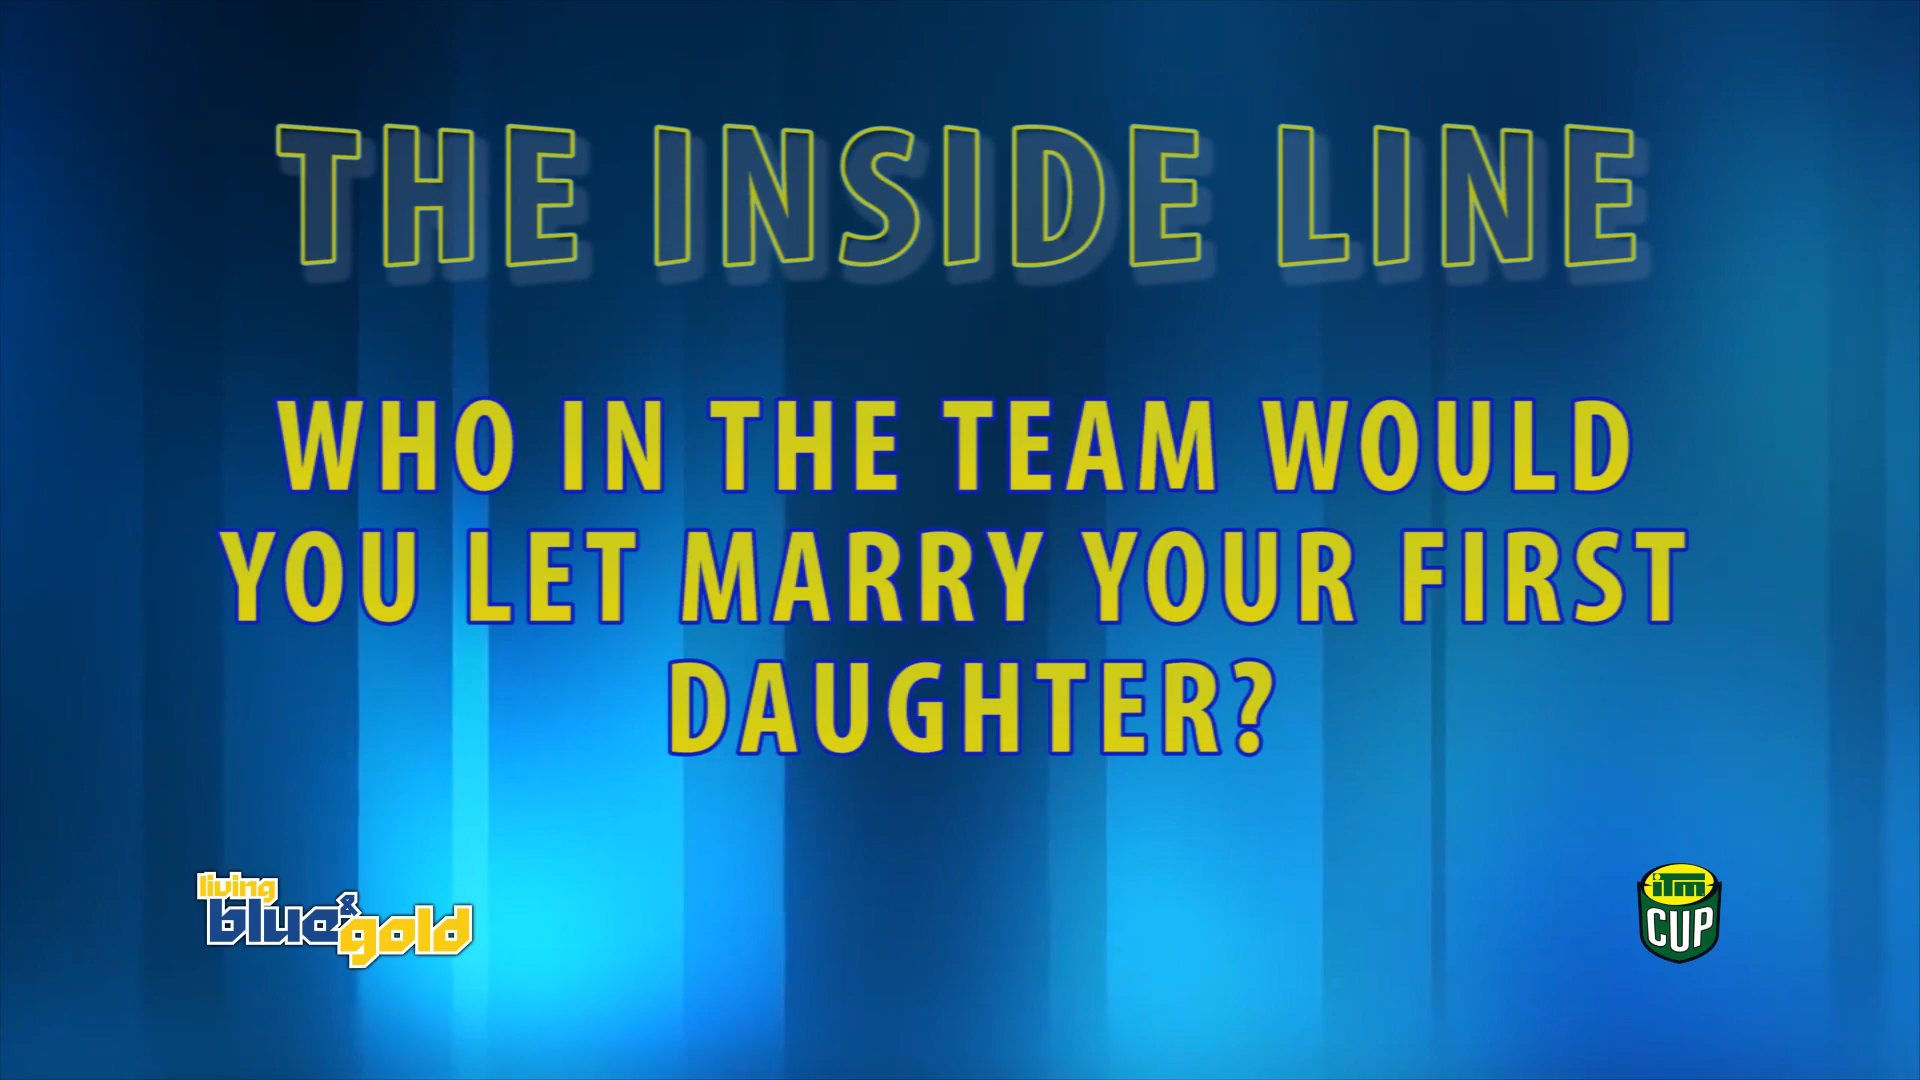 THE INSIDE LINE
WHO IN THE TEAM WOULD
YOU LET MARRY YOUR FIRST
DAUGHTER?
living
blue & gold
iTM
CUP